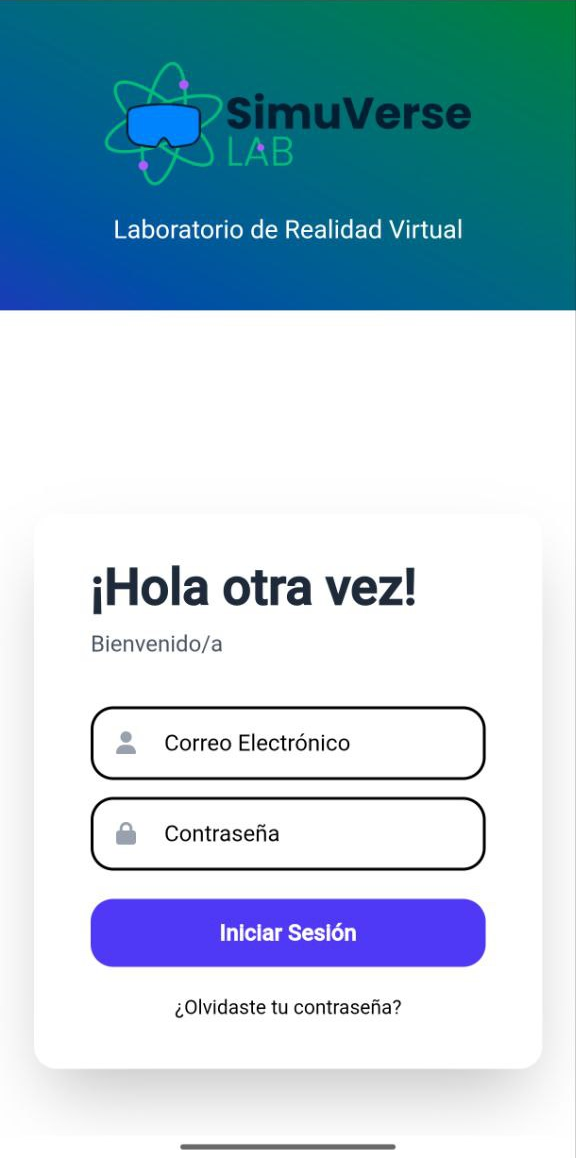 SimuVerse
LAB
Laboratorio de Realidad Virtual
¡Hola otra vez!
Bienvenido/a
Correo Electrónico
Contraseña
Iniciar Sesión
¿Olvidaste tu contraseña?